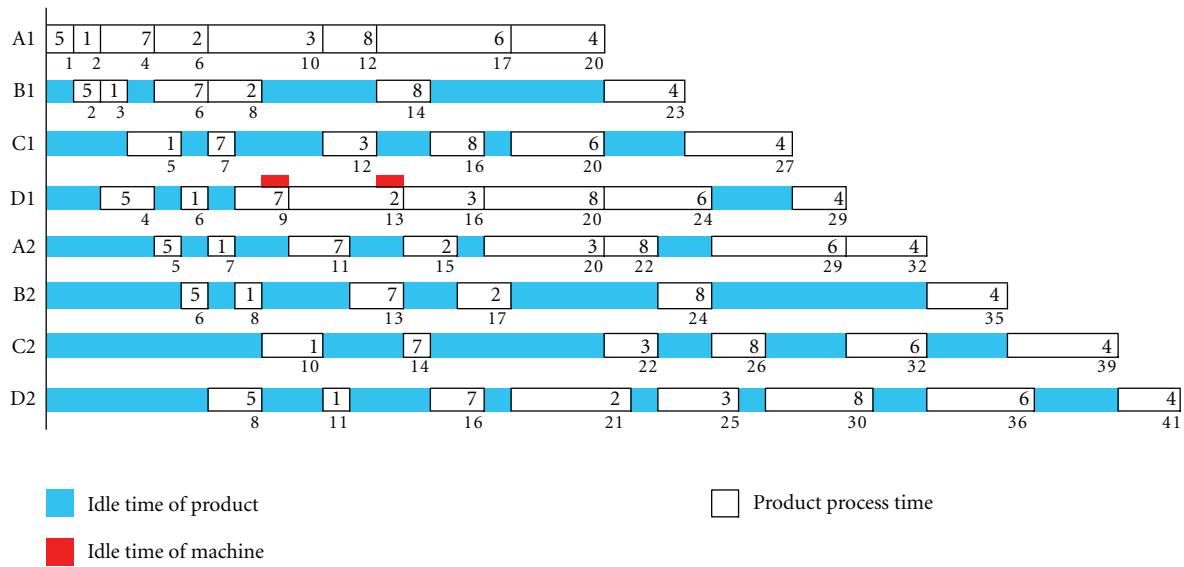 A1 5 1 7 2 3 8 6 4
1 2 4 6 10 12 17 20
B1 5 1 7 2 8 4
2 3 6 8 14 23
C1 1 7 3 8 6 4
5 7 12 16 20 27
D1 5 1 7 2 3 8 6 4
4 6 9 13 16 20 24 29
A2 5 1 7 2 3 8 6 4
5 7 11 15 20 22 29 32
B2 5 1 7 2 8 4
6 8 13 17 24 35
C2 1 7 3 8 6 4
10 14 22 26 32 39
D2 5 1 7 2 3 8 6 4
8 11 16 21 25 30 36 41
Idle time of product
Product process time
Idle time of machine